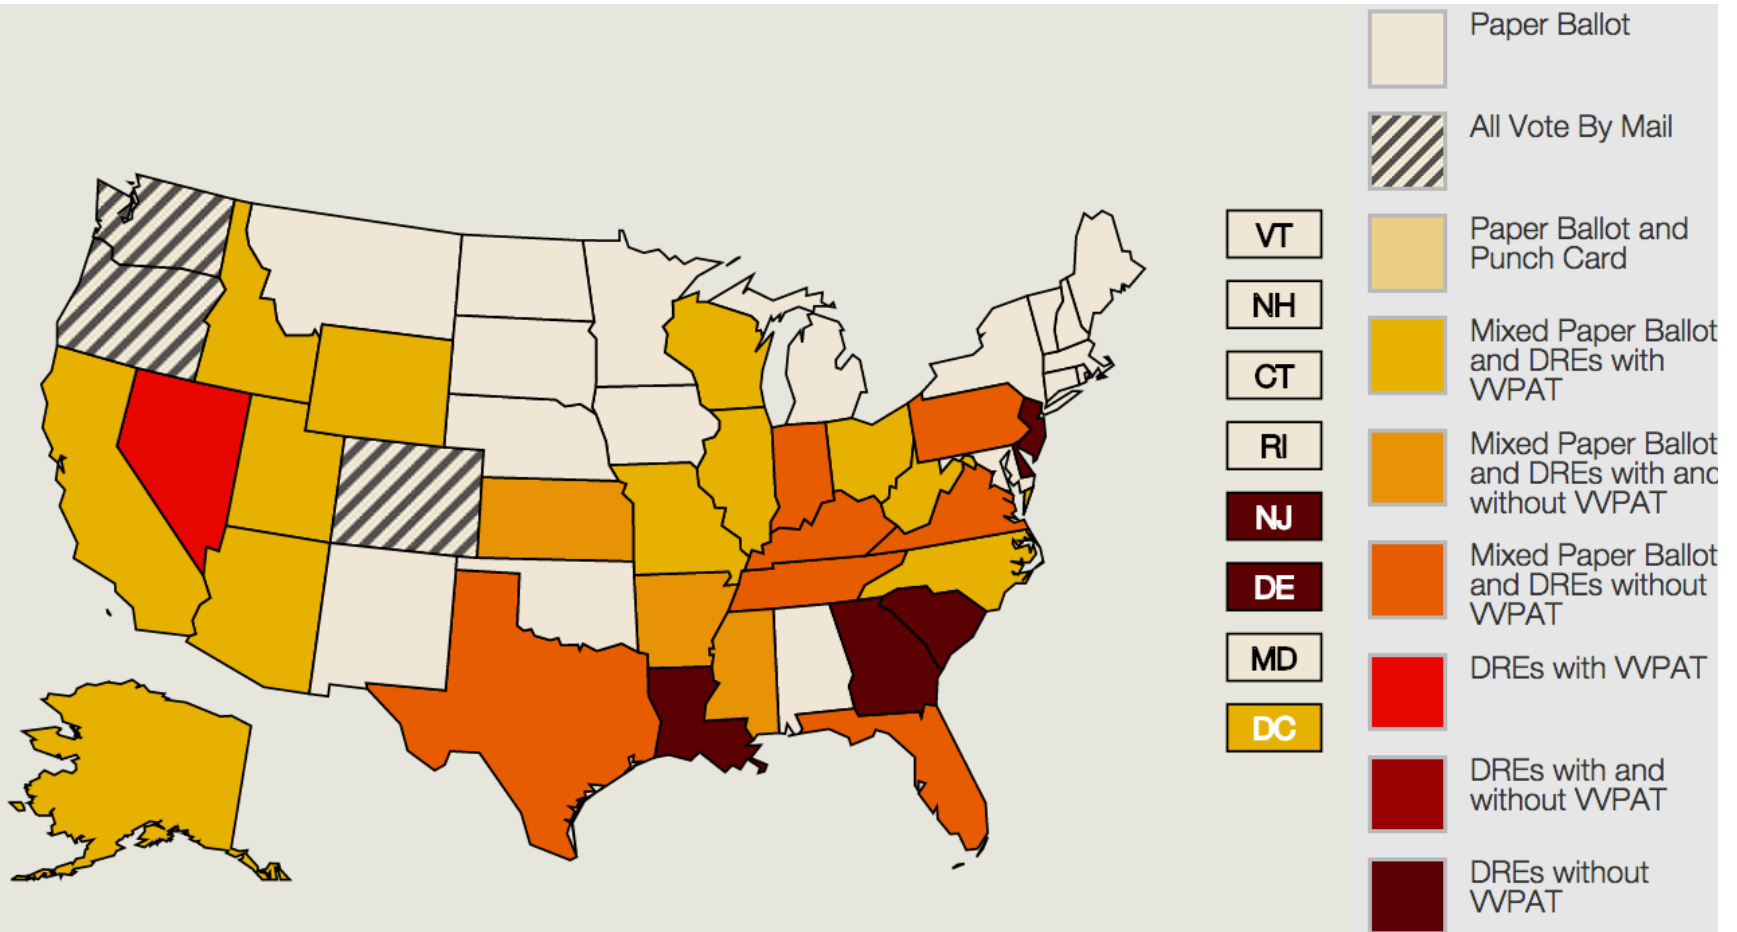 VT
NH
CT
RI
NJ
DE
MD
DC
Paper Ballot
All Vote By Mail
Paper Ballot and
Punch Card
Mixed Paper Ballot
and DREs with
VVPAT
Mixed Paper Ballot
and DREs with and
without VVPAT
Mixed Paper Ballot
and DREs without
VVPAT
DREs with VVPAT
DREs with and
without VVPAT
DREs without
VVPAT